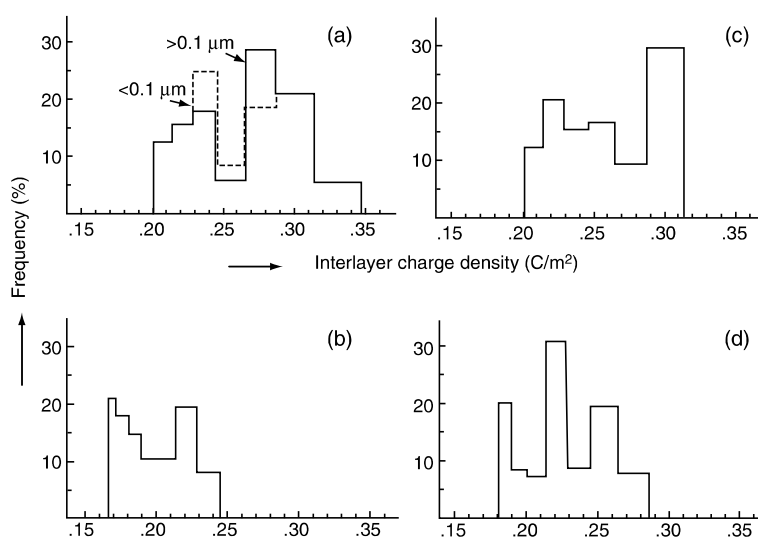 (a)
>0.1 µm
<0.1 µm
30
20
10
.15 .20 .25 .30 .35
(c)
30
20
10
.15 .20 .25 .30 .35
Interlayer charge density (C/m²)
Frequency (%)
(b)
30
20
10
.15 .20 .25 .30 .35
(d)
30
20
10
.15 .20 .25 .30 .35